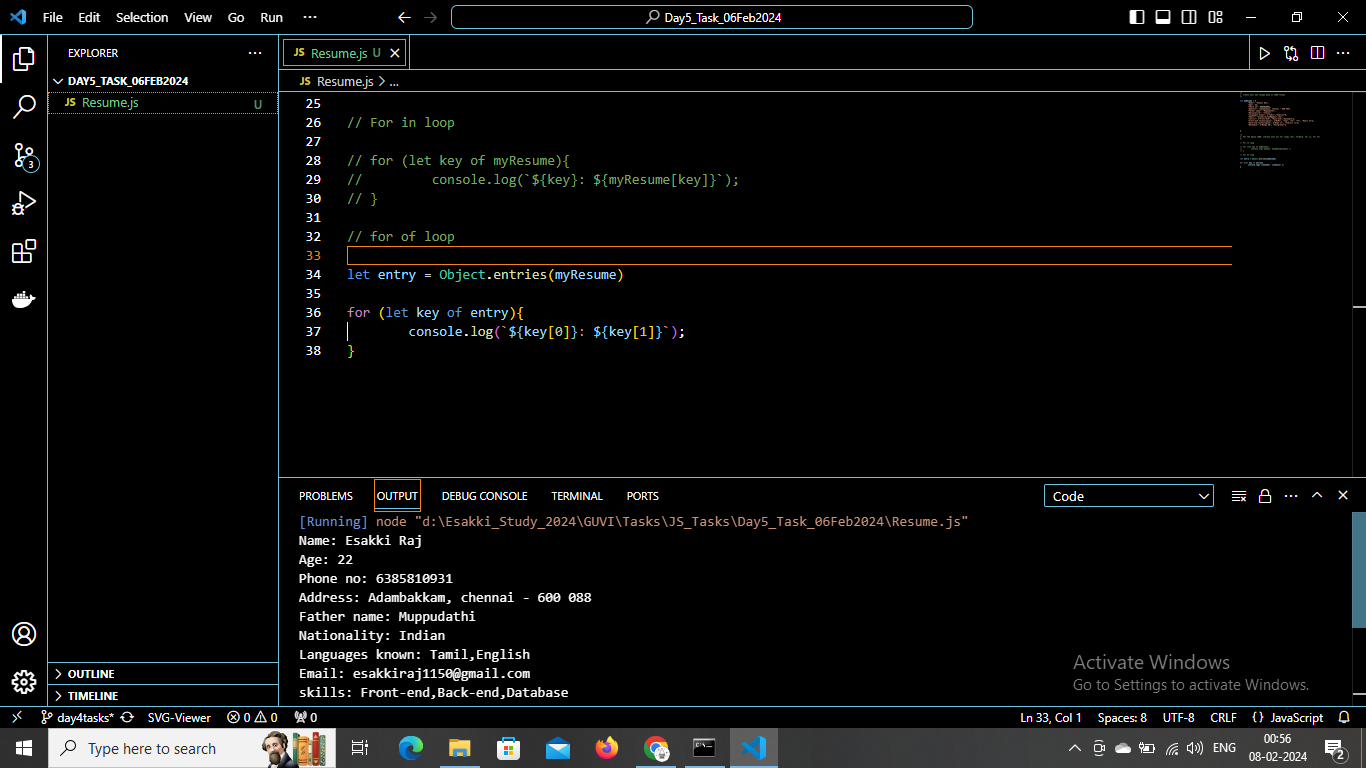 File Edit Selection View Go Run ··· Day5_Task_06Feb2024
EXPLORER ···
DAY5_TASK_06FEB2024
JS Resume.js U
OUTLINE
TIMELINE
JS Resume.js U
JS Resume.js > ...
25
26 // For in loop
27
28 // for (let key of myResume){
29 //         console.log(`${key}: ${myResume[key]}`);
30 // }
31
32 // for of loop
33
34 let entry = Object.entries(myResume)
35
36 for (let key of entry){
37         console.log(`${key[0]}: ${key[1]}`);
38 }
PROBLEMS OUTPUT DEBUG CONSOLE TERMINAL PORTS Code
[Running] node "d:\Esakki_Study_2024\GUVI\Tasks\JS_Tasks\Day5_Task_06Feb2024\Resume.js"
Name: Esakki Raj
Age: 22
Phone no: 6385810931
Address: Adambakkam, chennai - 600 088
Father name: Muppudathi
Nationality: Indian
Languages known: Tamil,English
Email: esakkiraj1150@gmail.com
skills: Front-end,Back-end,Database
Activate Windows
Go to Settings to activate Windows.
3
day4tasks* SVG-Viewer 0 0 0 Ln 33, Col 1 Spaces: 8 UTF-8 CRLF {} JavaScript
Type here to search ENG 00:56
08-02-2024 2